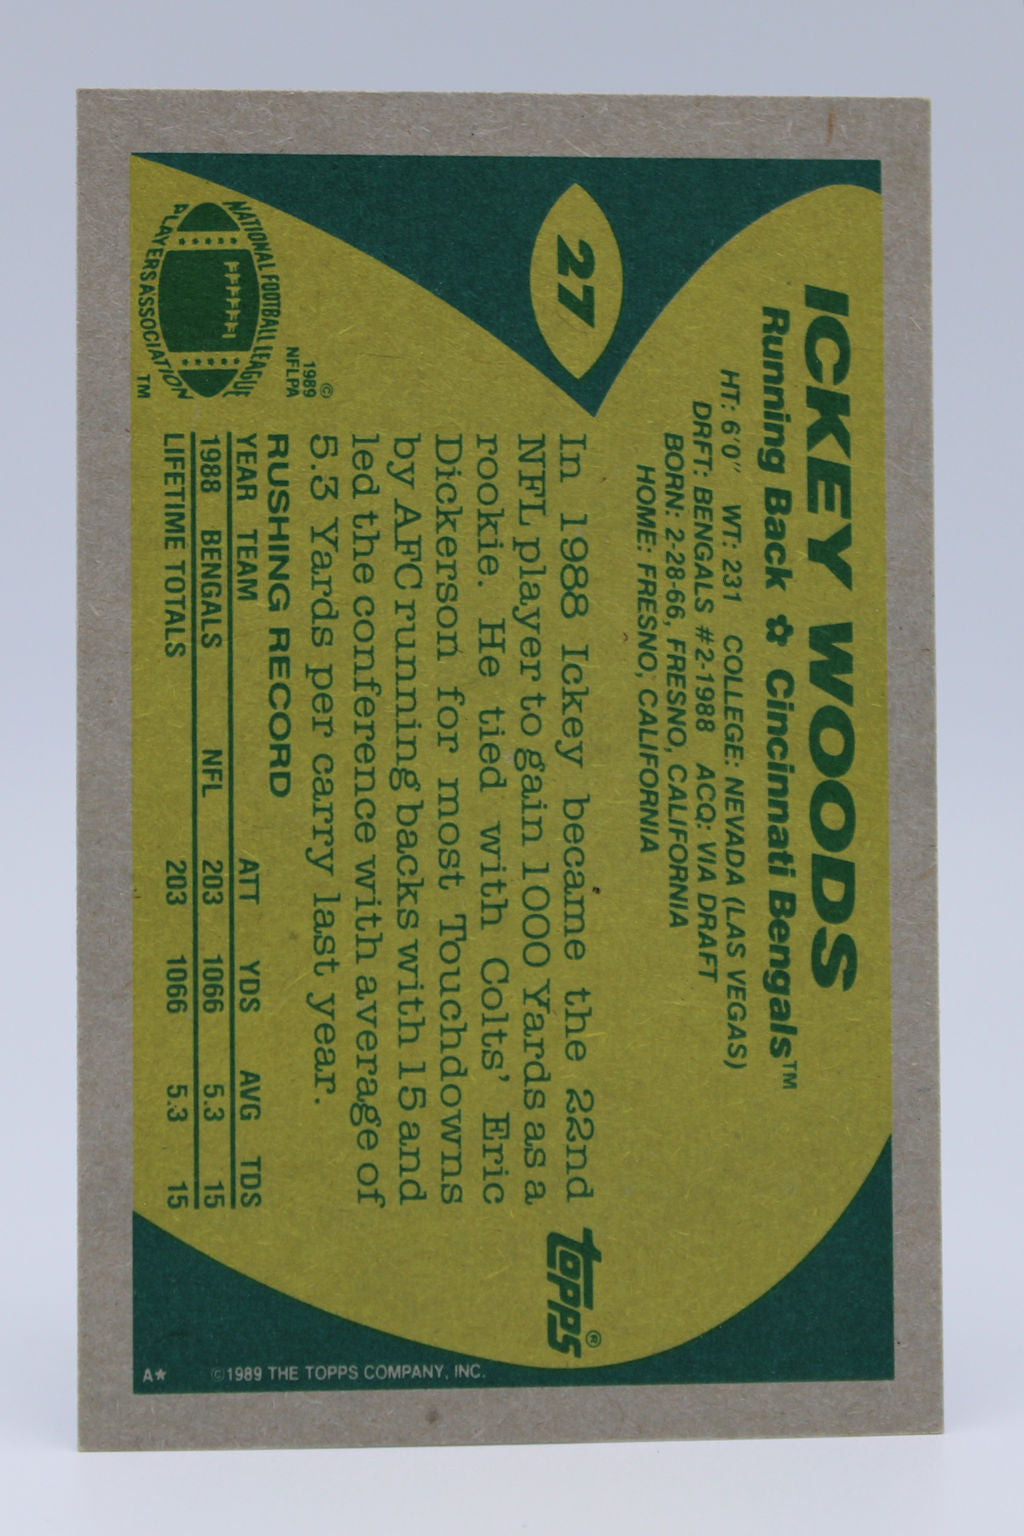 27
ICKEY WOODS
Running Back ✿ Cincinnati Bengals™
HT: 6'0" WT: 231 COLLEGE: NEVADA (LAS VEGAS)
DRFT: BENGALS #2-1988 ACQ: VIA DRAFT
BORN: 2-28-66, FRESNO, CALIFORNIA
HOME: FRESNO, CALIFORNIA
In 1988 Ickey became the 22nd
NFL player to gain 1000 Yards as a
rookie. He tied with Colts' Eric
Dickerson for most Touchdowns
by AFC running backs with 15 and
led the conference with average of
5.3 Yards per carry last year.
topps®
©
1989
NFLPA
NATIONAL FOOTBALL LEAGUE
PLAYERS ASSOCIATION
TM
RUSHING RECORD
YEAR TEAM ATT YDS AVG TDS
1988 BENGALS NFL 203 1066 5.3 15
LIFETIME TOTALS 203 1066 5.3 15
A* ©1989 THE TOPPS COMPANY, INC.